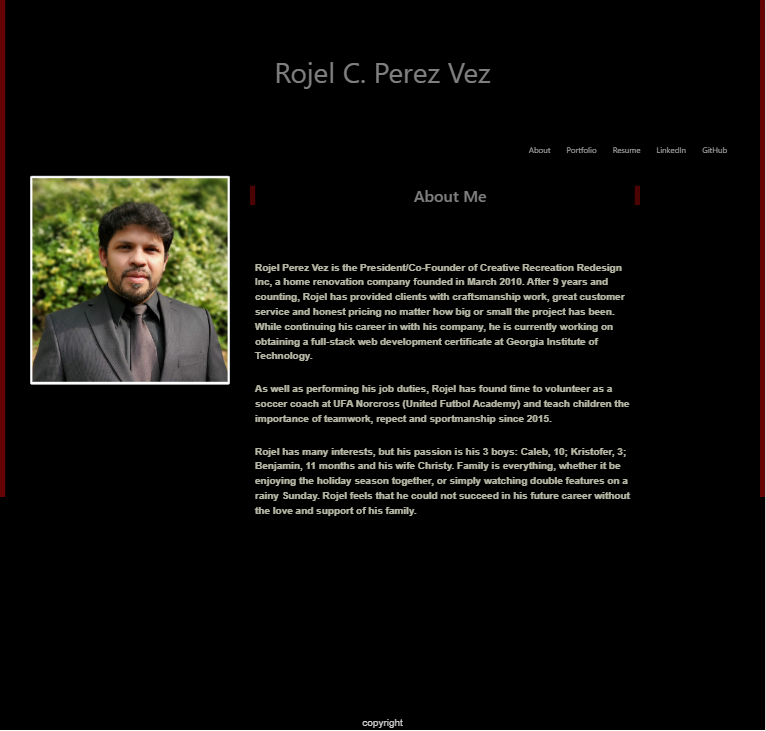 Rojel C. Perez Vez
About Portfolio Resume LinkedIn GitHub
About Me
Rojel Perez Vez is the President/Co-Founder of Creative Recreation Redesign
Inc, a home renovation company founded in March 2010. After 9 years and
counting, Rojel has provided clients with craftsmanship work, great customer
service and honest pricing no matter how big or small the project has been.
While continuing his career in with his company, he is currently working on
obtaining a full-stack web development certificate at Georgia Institute of
Technology.
As well as performing his job duties, Rojel has found time to volunteer as a
soccer coach at UFA Norcross (United Futbol Academy) and teach children the
importance of teamwork, repect and sportmanship since 2015.
Rojel has many interests, but his passion is his 3 boys: Caleb, 10; Kristofer, 3;
Benjamin, 11 months and his wife Christy. Family is everything, whether it be
enjoying the holiday season together, or simply watching double features on a
rainy Sunday. Rojel feels that he could not succeed in his future career without
the love and support of his family.
copyright